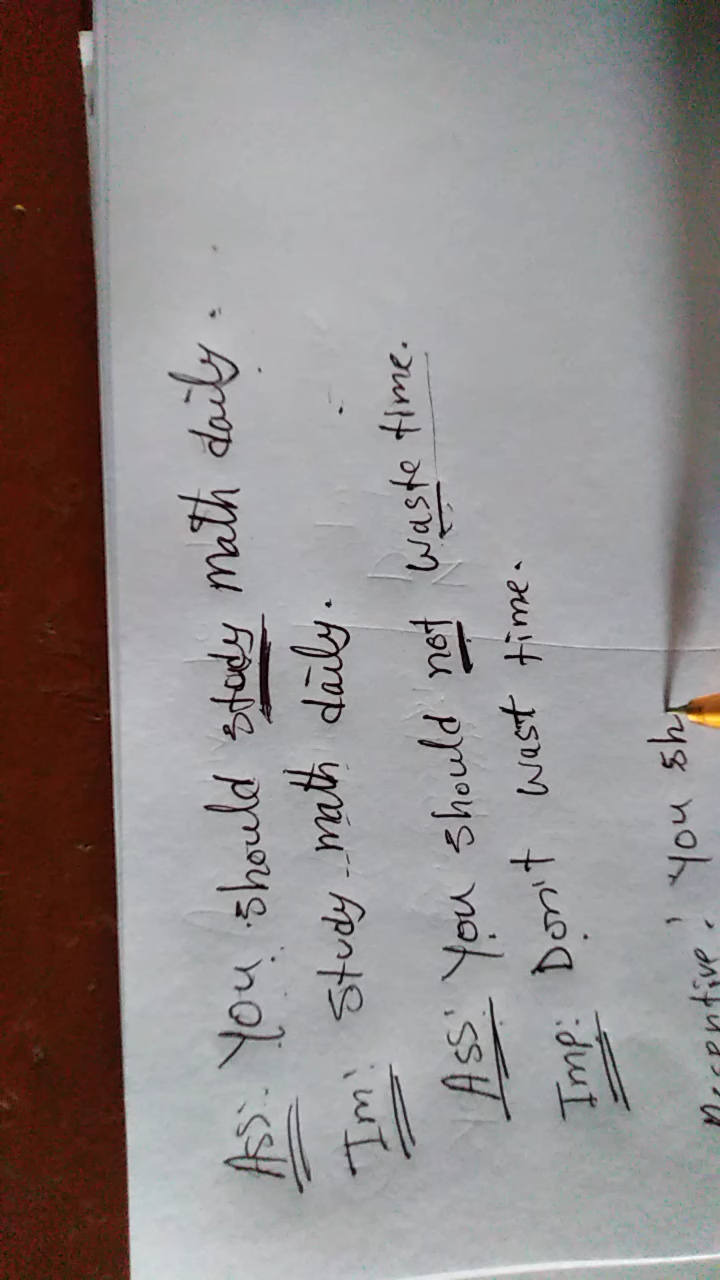 Ass: You should study math daily.
Im: Study math daily.
Ass: You should not waste time.
Imp: Don't wast time.
You sh